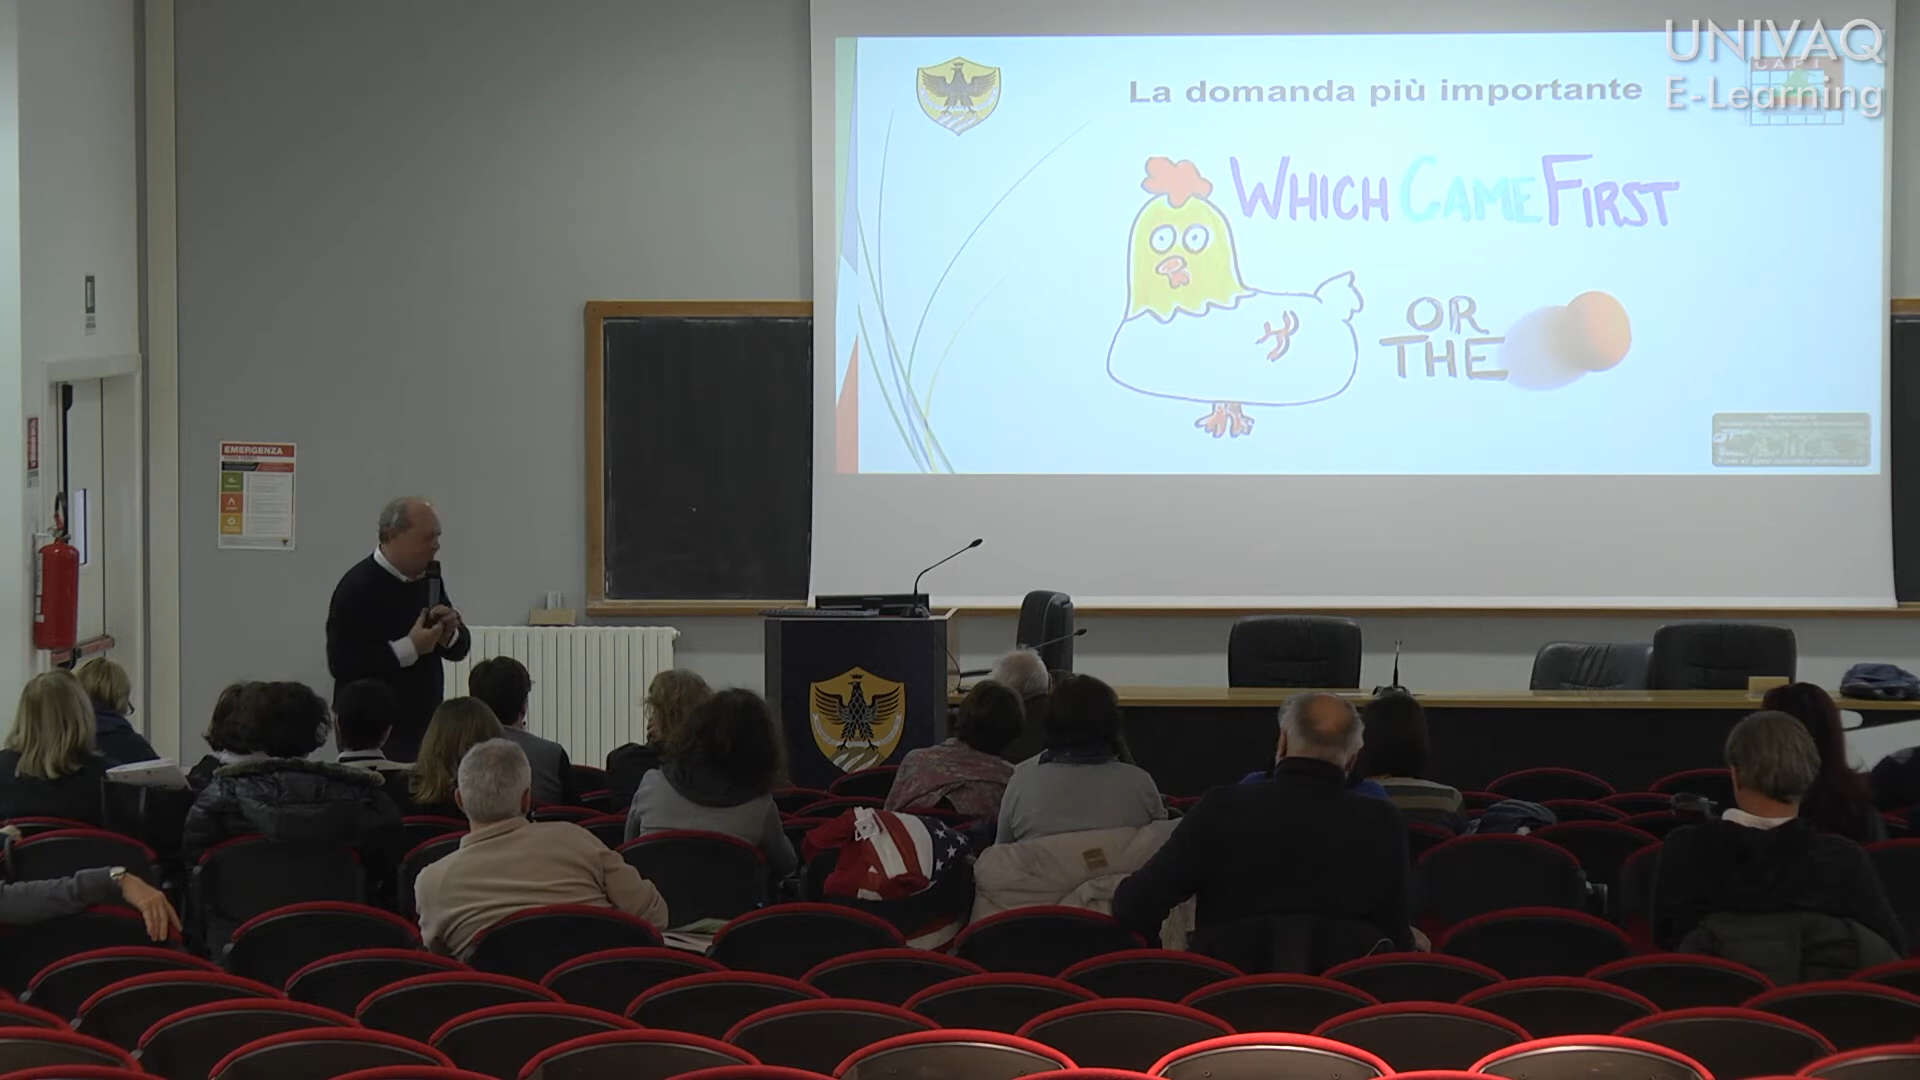 UNIVAQ
E-Learning
La domanda più importante
WHICH CAME FIRST
OR
THE
EMERGENZA